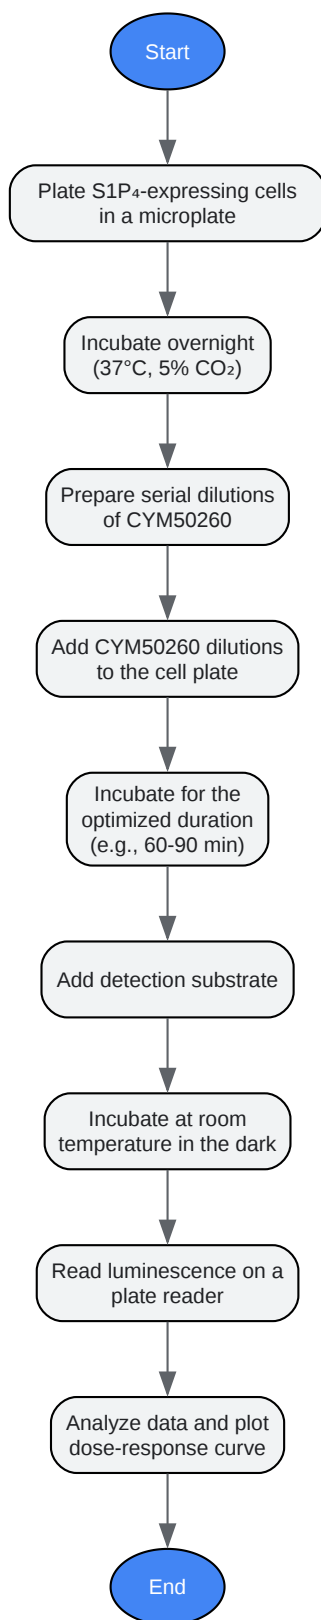 Start
Plate S1P₄-expressing cells
in a microplate
Incubate overnight
(37°C, 5% CO₂)
Prepare serial dilutions
of CYM50260
Add CYM50260 dilutions
to the cell plate
Incubate for the
optimized duration
(e.g., 60-90 min)
Add detection substrate
Incubate at room
temperature in the dark
Read luminescence on a
plate reader
Analyze data and plot
dose-response curve
End